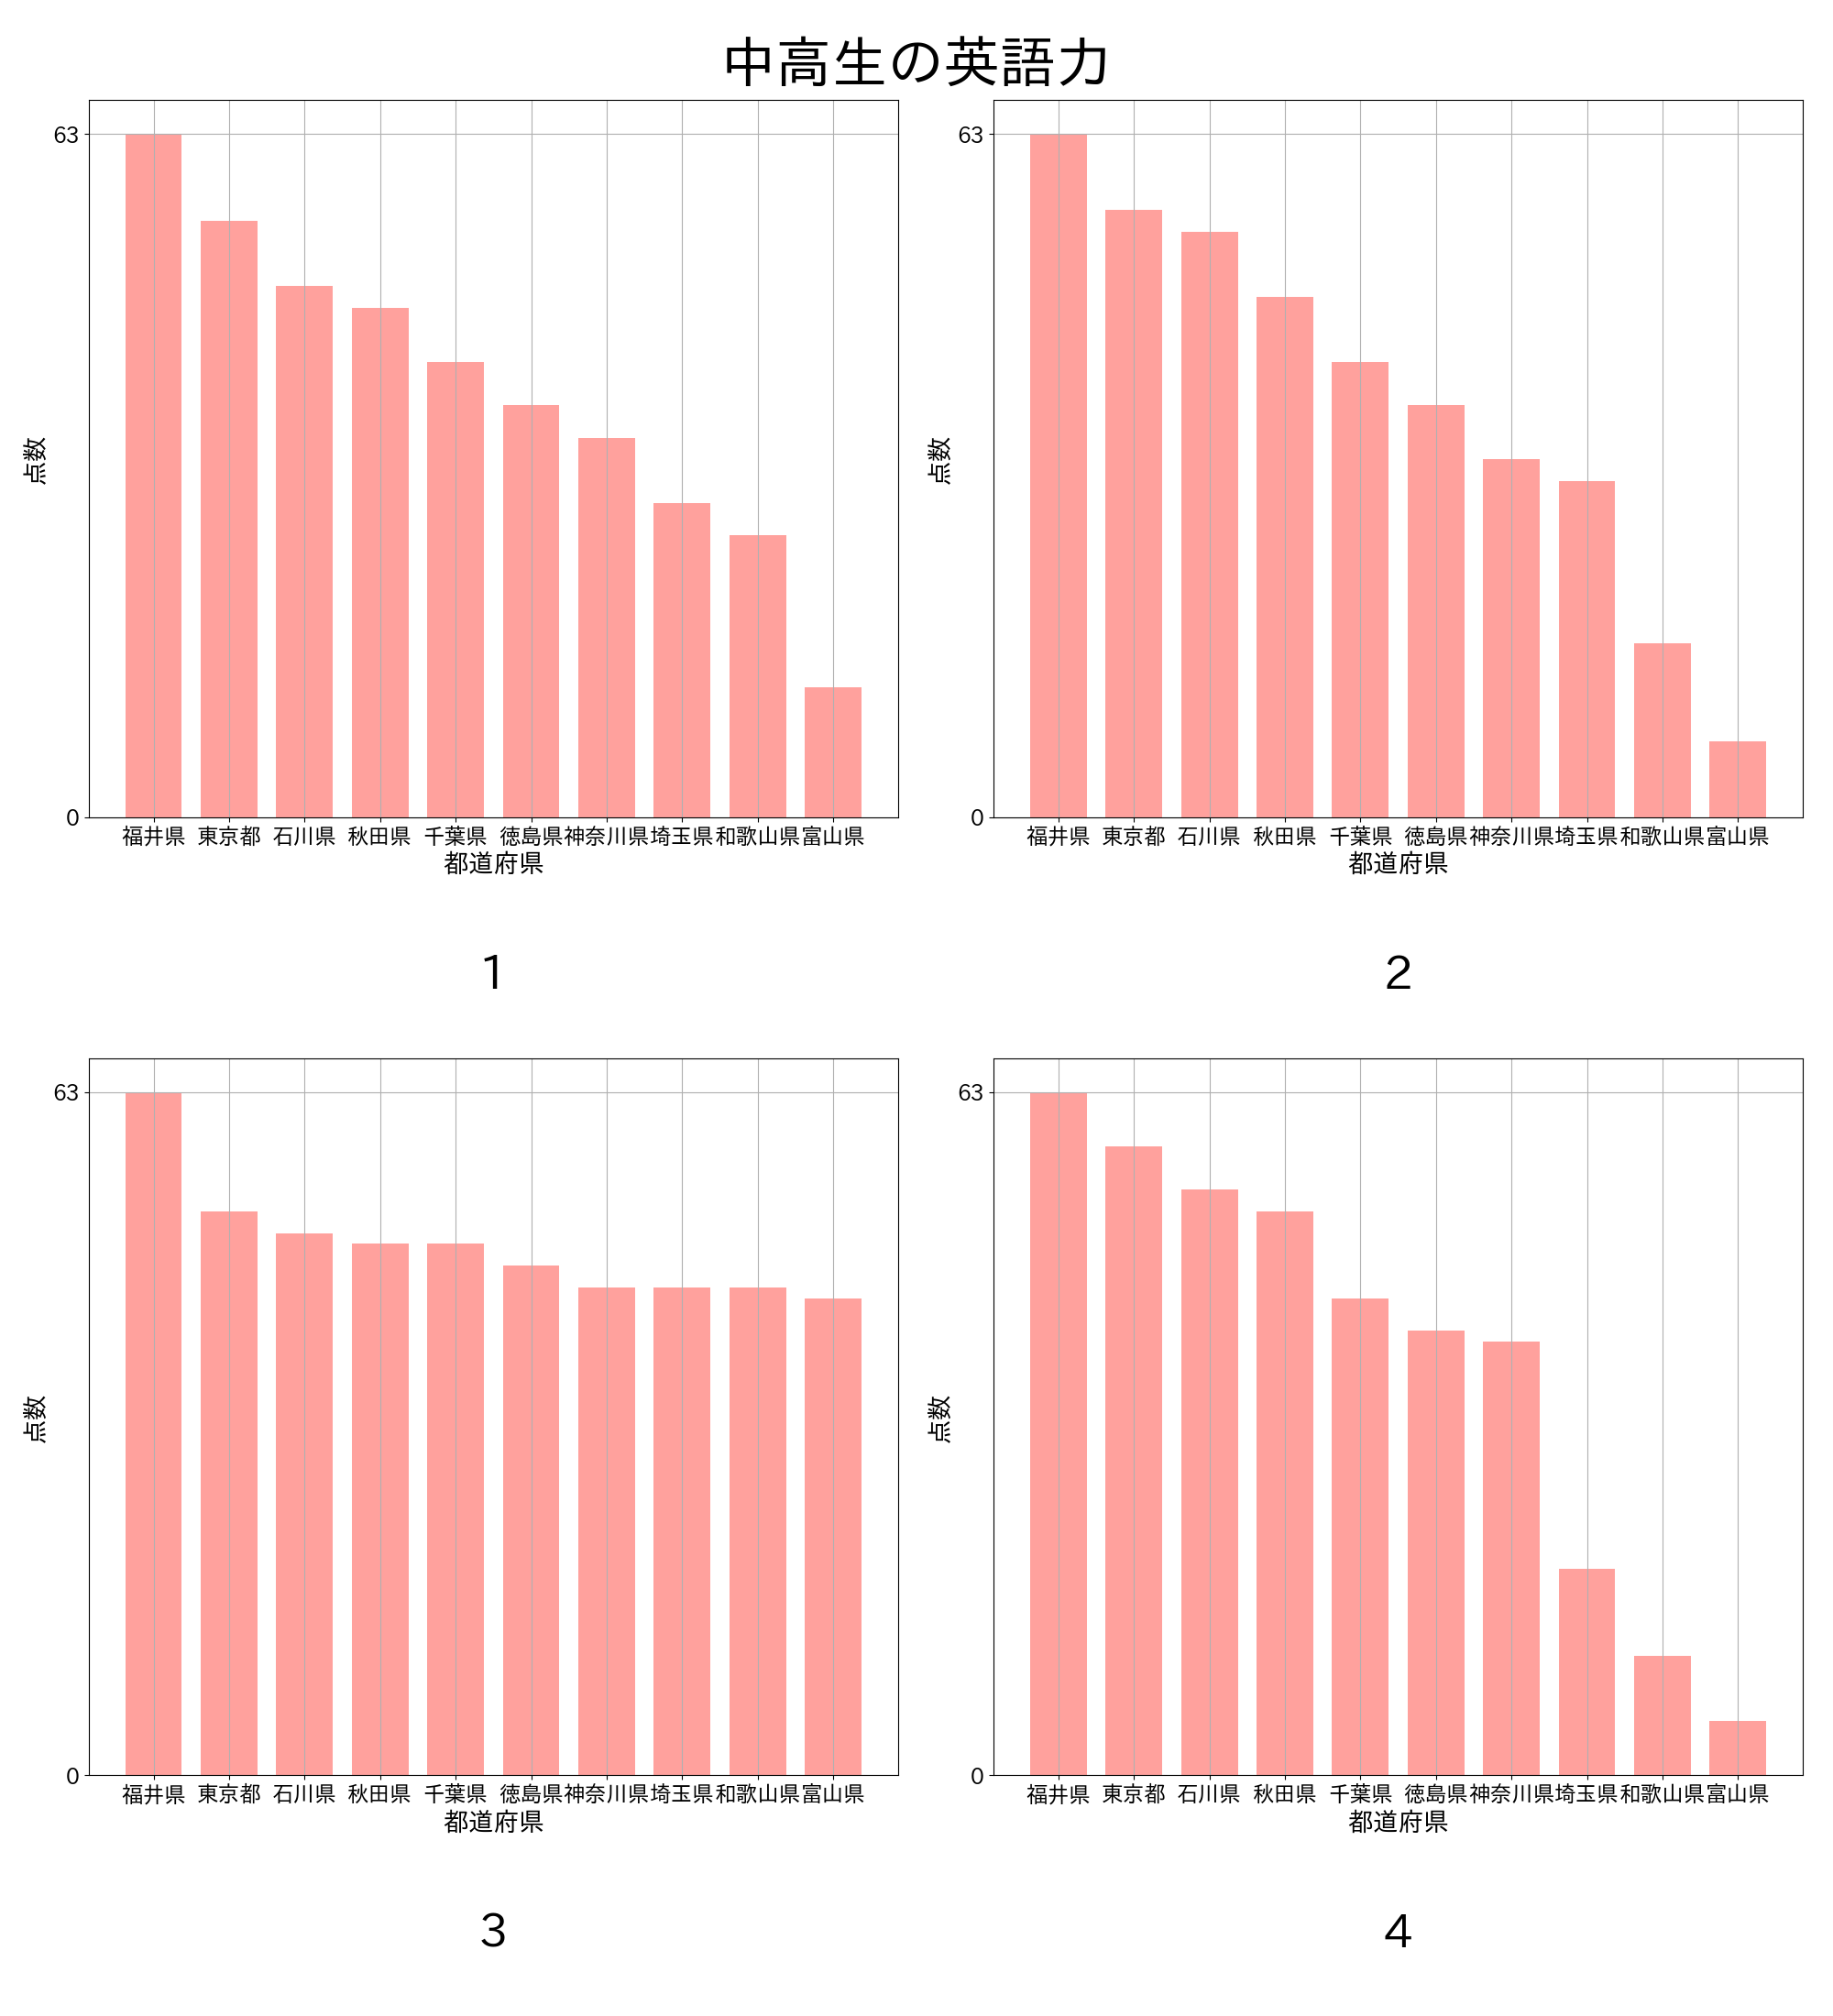 中高生の英語力
63
0
点数
福井県 東京都 石川県 秋田県 千葉県 徳島県 神奈川県 埼玉県 和歌山県 富山県
都道府県
1
63
0
点数
福井県 東京都 石川県 秋田県 千葉県 徳島県 神奈川県 埼玉県 和歌山県 富山県
都道府県
2
63
0
点数
福井県 東京都 石川県 秋田県 千葉県 徳島県 神奈川県 埼玉県 和歌山県 富山県
都道府県
3
63
0
点数
福井県 東京都 石川県 秋田県 千葉県 徳島県 神奈川県 埼玉県 和歌山県 富山県
都道府県
4